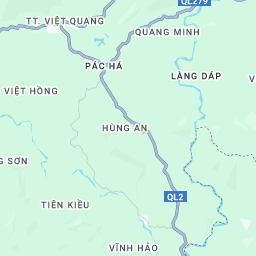 QL279
TT. VIỆT QUANG
QUANG MINH
PÁC HÁ
LÀNG DÁP
VIỆT HỒNG
HÙNG AN
SƠN
QL2
TIÊN KIỀU
VĨNH HẢO